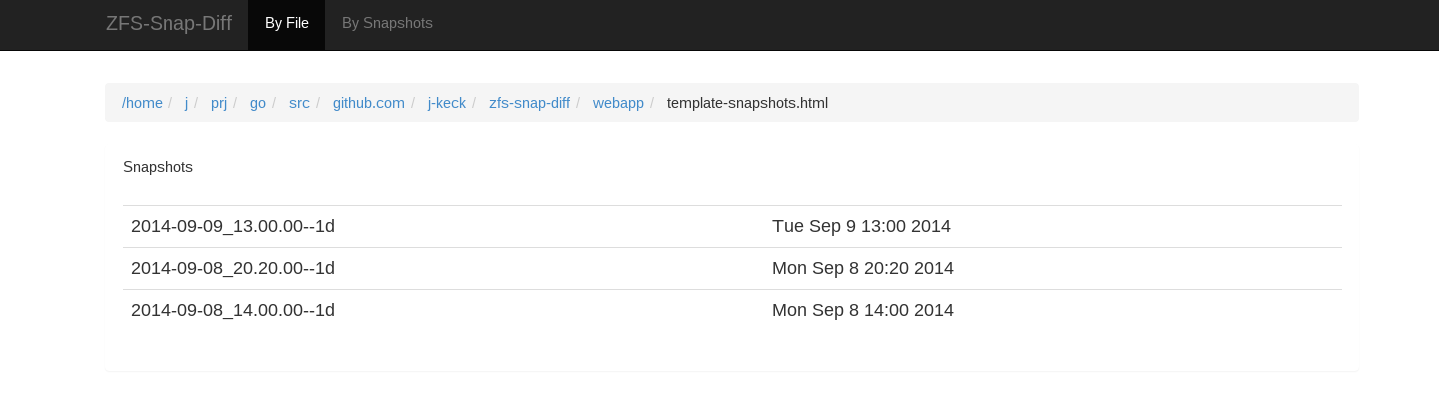 ZFS-Snap-Diff By File By Snapshots
/home / j / prj / go / src / github.com / j-keck / zfs-snap-diff / webapp / template-snapshots.html
Snapshots
2014-09-09_13.00.00--1d Tue Sep 9 13:00 2014
2014-09-08_20.20.00--1d Mon Sep 8 20:20 2014
2014-09-08_14.00.00--1d Mon Sep 8 14:00 2014